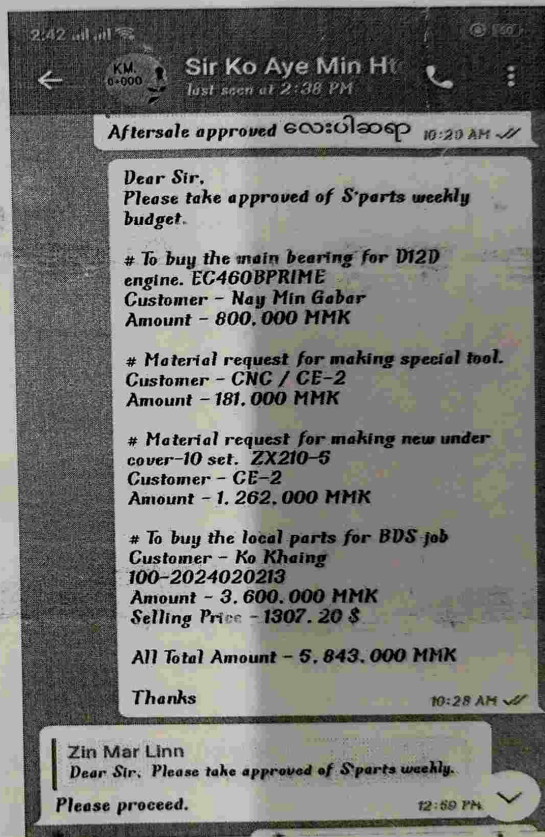 2:42
KM.
0+000
Sir Ko Aye Min Ht
last seen at 2:38 PM
Aftersale approved လေးပါဆရာ 10:20 AM
Dear Sir,
Please take approved of S'parts weekly
budget.
# To buy the main bearing for D12D
engine. EC460BPRIME
Customer - Nay Min Gabar
Amount - 800,000 MMK
# Material request for making special tool.
Customer - CNC / CE-2
Amount - 181,000 MMK
# Material request for making new under
cover-10 set. ZX210-5
Customer - CE-2
Amount - 1,262,000 MMK
# To buy the local parts for BDS job
Customer - Ko Khaing
100-2024020213
Amount - 3,600,000 MMK
Selling Price - 1307.20 $
All Total Amount - 5,843,000 MMK
Thanks 10:28 AM
Zin Mar Linn
Dear Sir, Please take approved of S'parts weekly.
Please proceed. 12:59 PM